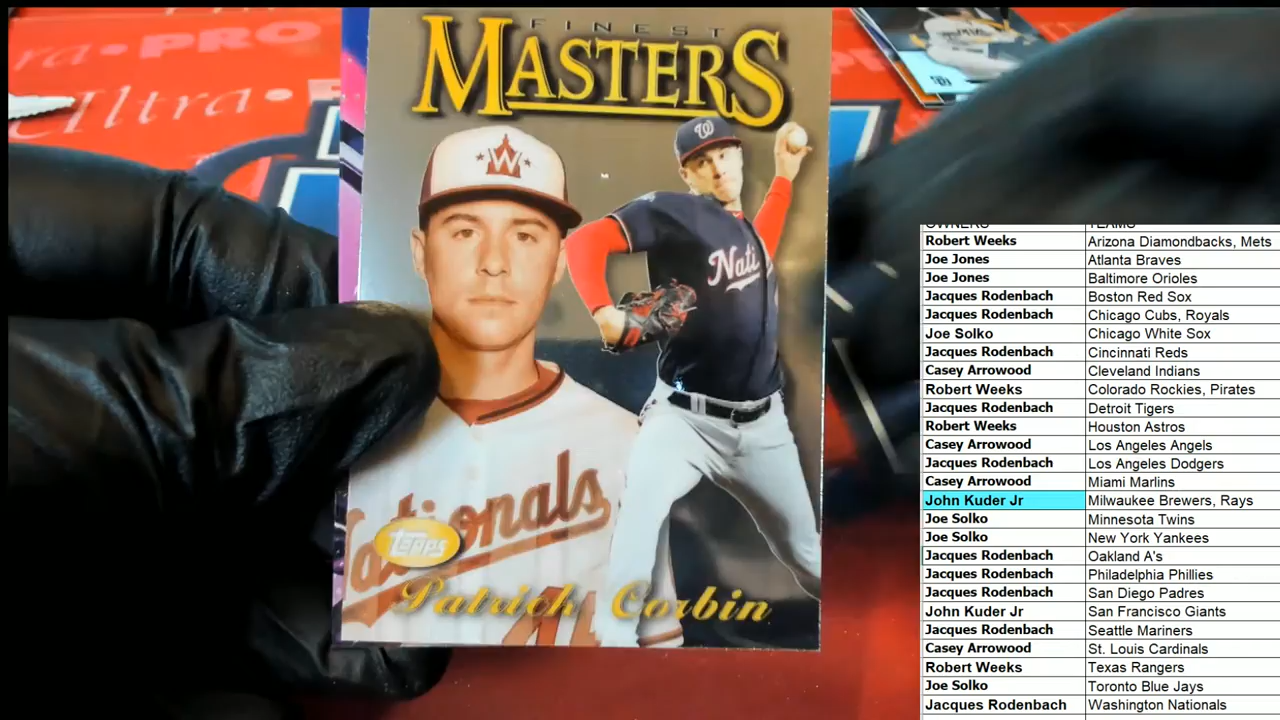 FINEST
MASTERS
W
W
Nati
Nationals
Topps
Patrick Corbin
ra PRO
Ultra
OWNERS TEAMS
Robert Weeks Arizona Diamondbacks, Mets
Joe Jones Atlanta Braves
Joe Jones Baltimore Orioles
Jacques Rodenbach Boston Red Sox
Jacques Rodenbach Chicago Cubs, Royals
Joe Solko Chicago White Sox
Jacques Rodenbach Cincinnati Reds
Casey Arrowood Cleveland Indians
Robert Weeks Colorado Rockies, Pirates
Jacques Rodenbach Detroit Tigers
Robert Weeks Houston Astros
Casey Arrowood Los Angeles Angels
Jacques Rodenbach Los Angeles Dodgers
Casey Arrowood Miami Marlins
John Kuder Jr Milwaukee Brewers, Rays
Joe Solko Minnesota Twins
Joe Solko New York Yankees
Jacques Rodenbach Oakland A's
Jacques Rodenbach Philadelphia Phillies
Jacques Rodenbach San Diego Padres
John Kuder Jr San Francisco Giants
Jacques Rodenbach Seattle Mariners
Casey Arrowood St. Louis Cardinals
Robert Weeks Texas Rangers
Joe Solko Toronto Blue Jays
Jacques Rodenbach Washington Nationals